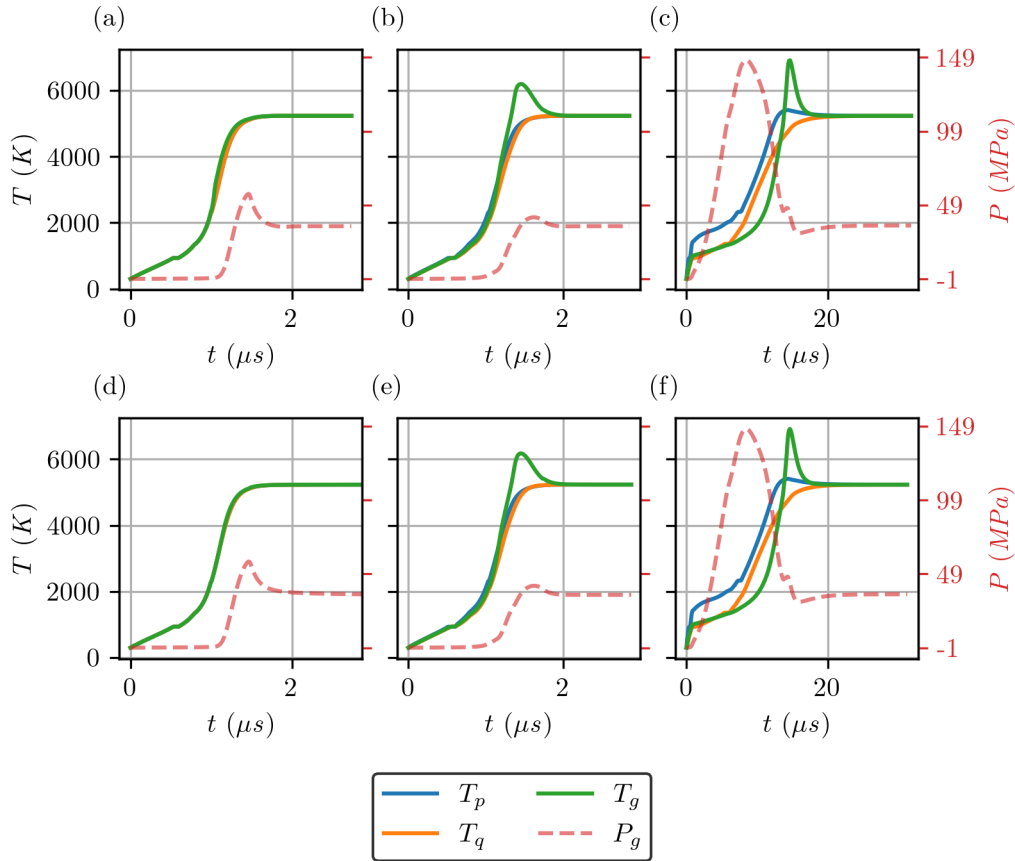 (a) (b) (c)
6000
4000
2000
0
T (K)
149
99
49
-1
P (MPa)
0 2
0 2
0 20
t (μs) t (μs) t (μs)
(d) (e) (f)
6000
4000
2000
0
T (K)
149
99
49
-1
P (MPa)
0 2
0 2
0 20
t (μs) t (μs) t (μs)
T_p T_g
T_q P_g